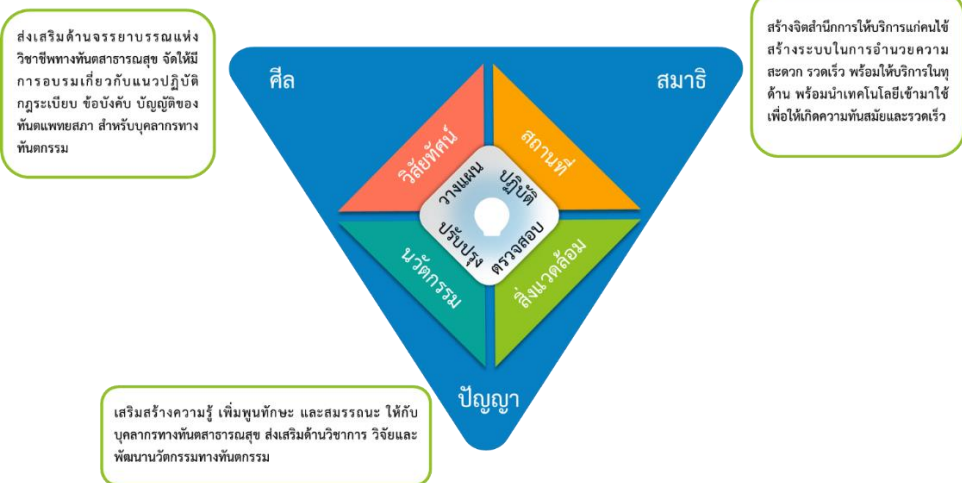 ส่งเสริมด้านจรรยาบรรณแห่ง
วิชาชีพทางทันตสาธารณสุข จัดให้มี
การอบรมเกี่ยวกับแนวปฏิบัติ
กฎระเบียบ ข้อบังคับ บัญญัติของ
ทันตแพทยสภา สำหรับบุคลากรทาง
ทันตกรรม
สร้างจิตสำนึกการให้บริการแก่คนไข้
สร้างระบบในการอำนวยความ
สะดวก รวดเร็ว พร้อมให้บริการในทุ
ด้าน พร้อมนำเทคโนโลยีเข้ามาใช้
เพื่อให้เกิดความทันสมัยและรวดเร็ว
ศีล
สมาธิ
วิสัยทัศน์
สถานที่
วางแผน
ปฏิบัติ
ปรับปรุง
ตรวจสอบ
นวัตกรรม
สิ่งแวดล้อม
ปัญญา
เสริมสร้างความรู้ เพิ่มพูนทักษะ และสมรรถนะ ให้กับ
บุคลากรทางทันตสาธารณสุข ส่งเสริมด้านวิชาการ วิจัยและ
พัฒนานวัตกรรมทางทันตกรรม